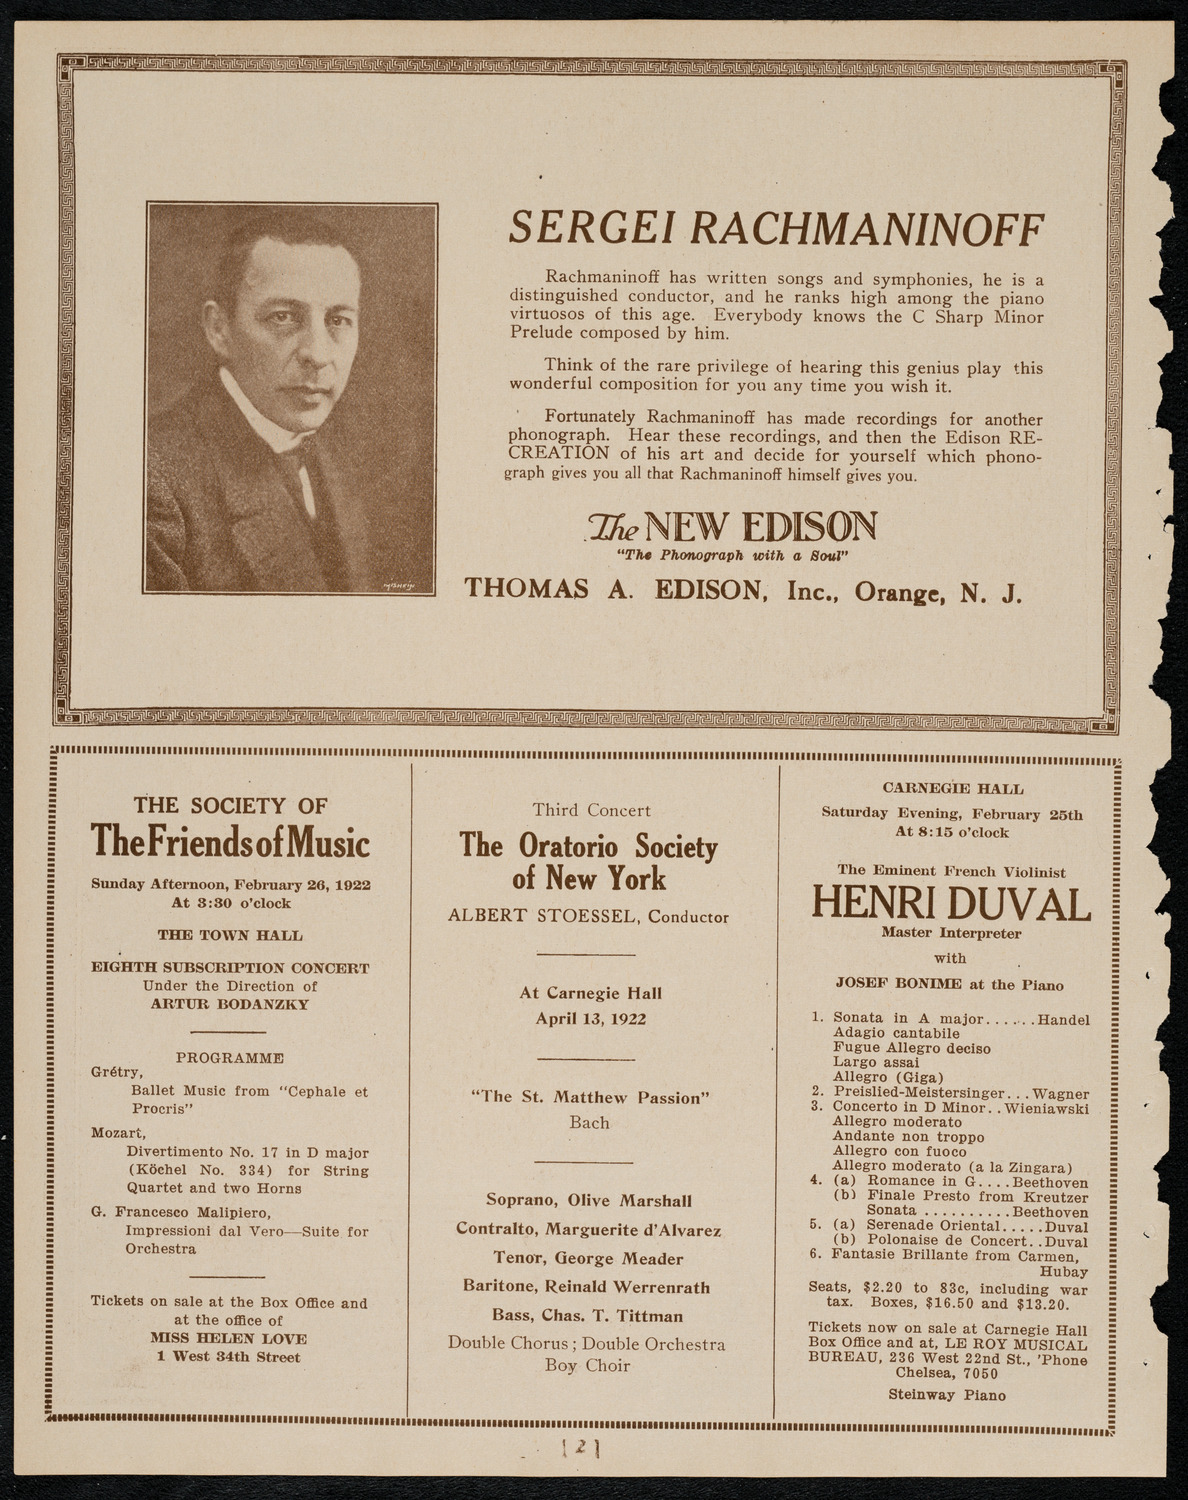 SERGEI RACHMANINOFF
Rachmaninoff has written songs and symphonies, he is a
distinguished conductor, and he ranks high among the piano
virtuosos of this age. Everybody knows the C Sharp Minor
Prelude composed by him.
Think of the rare privilege of hearing this genius play this
wonderful composition for you any time you wish it.
Fortunately Rachmaninoff has made recordings for another
phonograph. Hear these recordings, and then the Edison RE-
CREATION of his art and decide for yourself which phono-
graph gives you all that Rachmaninoff himself gives you.
The NEW EDISON
"The Phonograph with a Soul"
THOMAS A. EDISON, Inc., Orange, N. J.
MISHKIN
THE SOCIETY OF
The Friends of Music
Sunday Afternoon, February 26, 1922
At 3:30 o'clock
THE TOWN HALL
EIGHTH SUBSCRIPTION CONCERT
Under the Direction of
ARTUR BODANZKY
PROGRAMME
Grétry,
Ballet Music from "Cephale et
Procris"
Mozart,
Divertimento No. 17 in D major
(Köchel No. 334) for String
Quartet and two Horns
G. Francesco Malipiero,
Impressioni dal Vero—Suite for
Orchestra
Tickets on sale at the Box Office and
at the office of
MISS HELEN LOVE
1 West 34th Street
Third Concert
The Oratorio Society
of New York
ALBERT STOESSEL, Conductor
At Carnegie Hall
April 13, 1922
"The St. Matthew Passion"
Bach
Soprano, Olive Marshall
Contralto, Marguerite d'Alvarez
Tenor, George Meader
Baritone, Reinald Werrenrath
Bass, Chas. T. Tittman
Double Chorus; Double Orchestra
Boy Choir
CARNEGIE HALL
Saturday Evening, February 25th
At 8:15 o'clock
The Eminent French Violinist
HENRI DUVAL
Master Interpreter
with
JOSEF BONIME at the Piano
1. Sonata in A major......Handel
Adagio cantabile
Fugue Allegro deciso
Largo assai
Allegro (Giga)
2. Preislied-Meistersinger...Wagner
3. Concerto in D Minor..Wieniawski
Allegro moderato
Andante non troppo
Allegro con fuoco
Allegro moderato (a la Zingara)
4. (a) Romance in G....Beethoven
(b) Finale Presto from Kreutzer
Sonata ..........Beethoven
5. (a) Serenade Oriental.....Duval
(b) Polonaise de Concert..Duval
6. Fantasie Brillante from Carmen,
Hubay
Seats, $2.20 to 83c, including war
tax. Boxes, $16.50 and $13.20.
Tickets now on sale at Carnegie Hall
Box Office and at, LE ROY MUSICAL
BUREAU, 236 West 22nd St., 'Phone
Chelsea, 7050
Steinway Piano
[2]